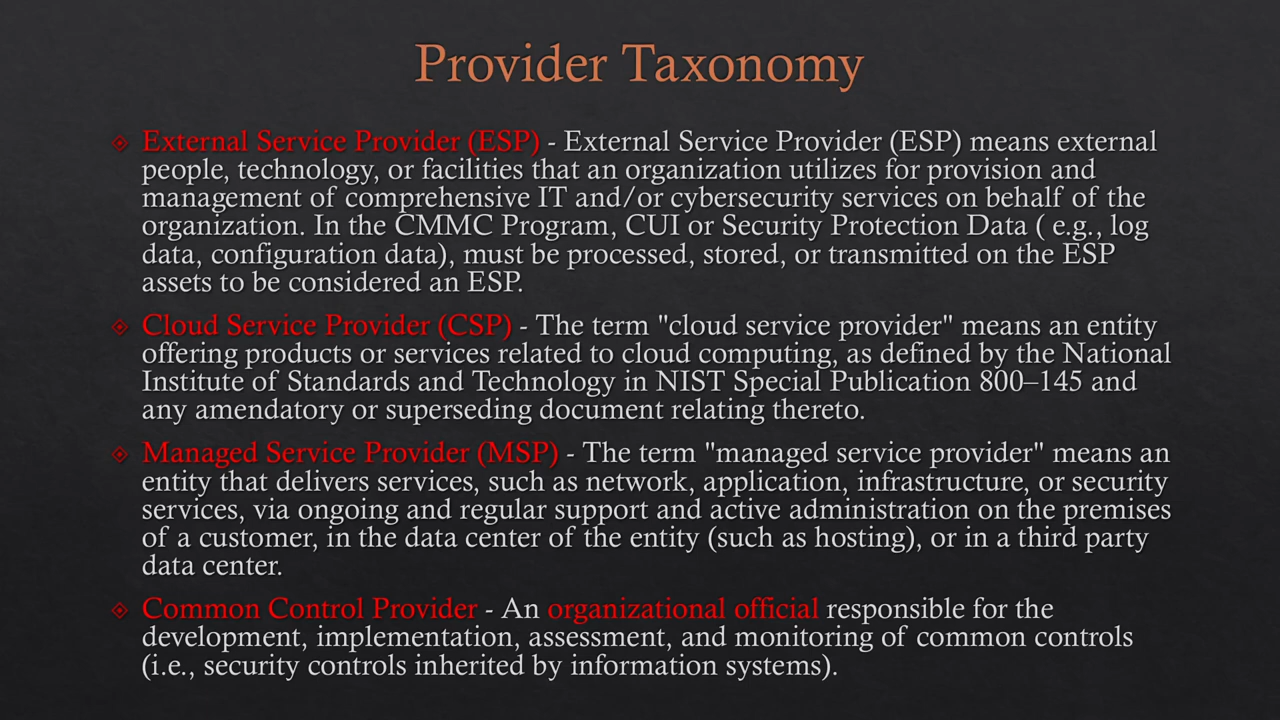 Provider Taxonomy
External Service Provider (ESP) - External Service Provider (ESP) means external
people, technology, or facilities that an organization utilizes for provision and
management of comprehensive IT and/or cybersecurity services on behalf of the
organization. In the CMMC Program, CUI or Security Protection Data ( e.g., log
data, configuration data), must be processed, stored, or transmitted on the ESP
assets to be considered an ESP.
Cloud Service Provider (CSP) - The term "cloud service provider" means an entity
offering products or services related to cloud computing, as defined by the National
Institute of Standards and Technology in NIST Special Publication 800–145 and
any amendatory or superseding document relating thereto.
Managed Service Provider (MSP) - The term "managed service provider" means an
entity that delivers services, such as network, application, infrastructure, or security
services, via ongoing and regular support and active administration on the premises
of a customer, in the data center of the entity (such as hosting), or in a third party
data center.
Common Control Provider - An organizational official responsible for the
development, implementation, assessment, and monitoring of common controls
(i.e., security controls inherited by information systems).